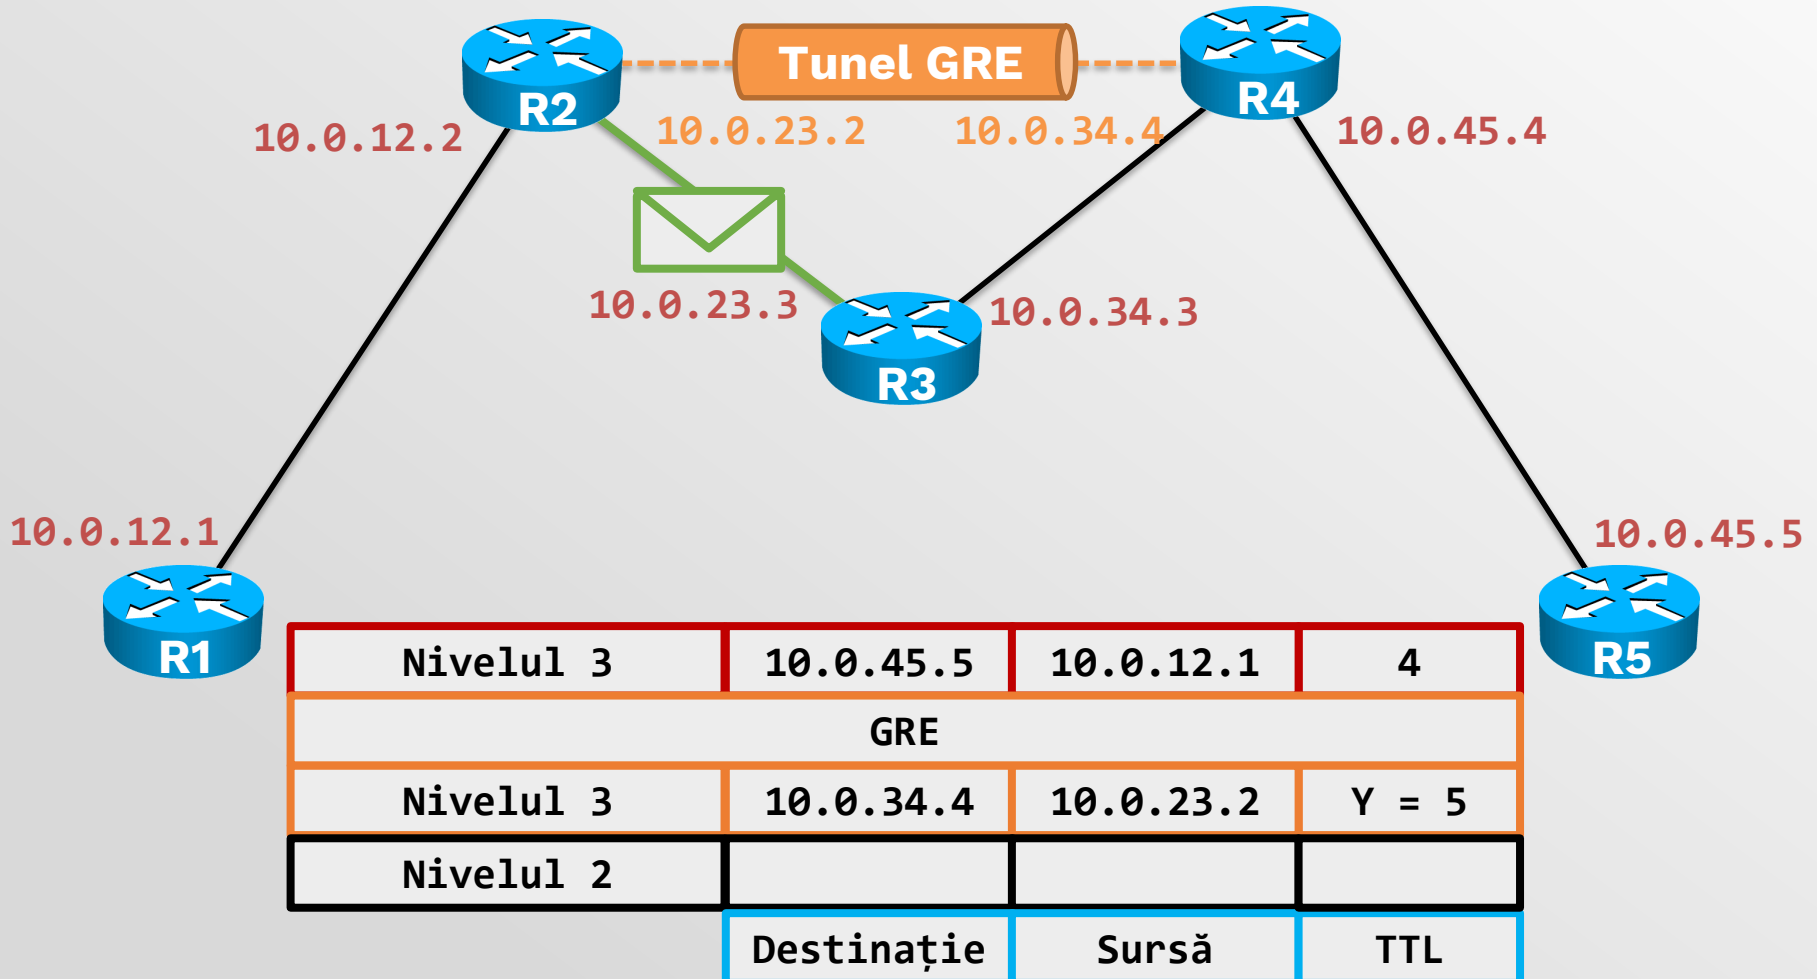 Tunel GRE
R2
R4
10.0.12.2
10.0.23.2
10.0.34.4
10.0.45.4
10.0.23.3
10.0.34.3
R3
10.0.12.1
10.0.45.5
R1
R5
Nivelul 3 10.0.45.5 10.0.12.1 4
GRE
Nivelul 3 10.0.34.4 10.0.23.2 Y = 5
Nivelul 2
Destinație Sursă TTL